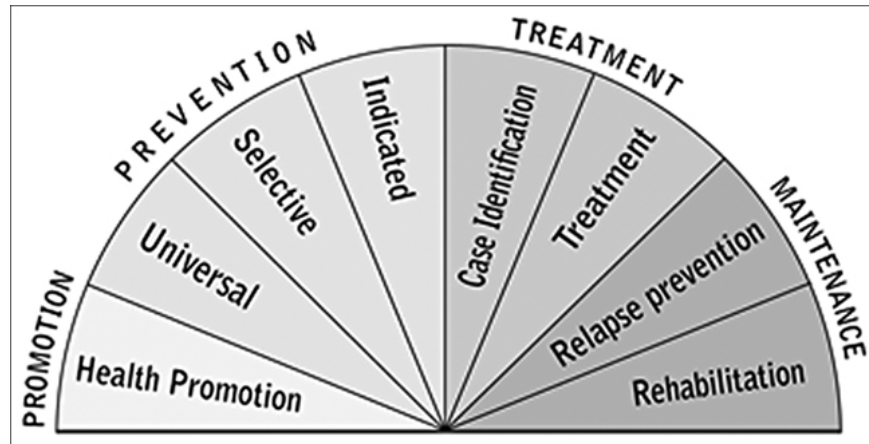 PROMOTION
PREVENTION
TREATMENT
MAINTENANCE
Health Promotion
Universal
Selective
Indicated
Case Identification
Treatment
Relapse prevention
Rehabilitation